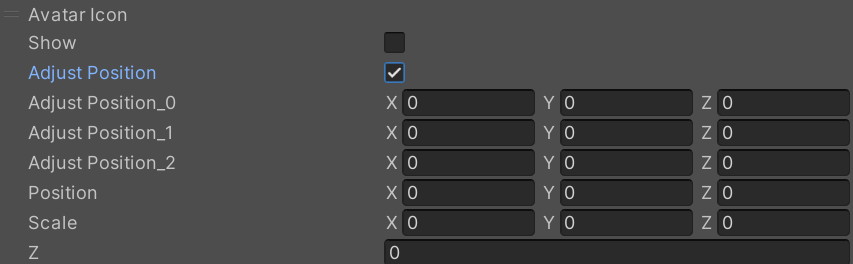 Avatar Icon
Show
Adjust Position
Adjust Position_0 X 0 Y 0 Z 0
Adjust Position_1 X 0 Y 0 Z 0
Adjust Position_2 X 0 Y 0 Z 0
Position X 0 Y 0 Z 0
Scale X 0 Y 0 Z 0
Z 0